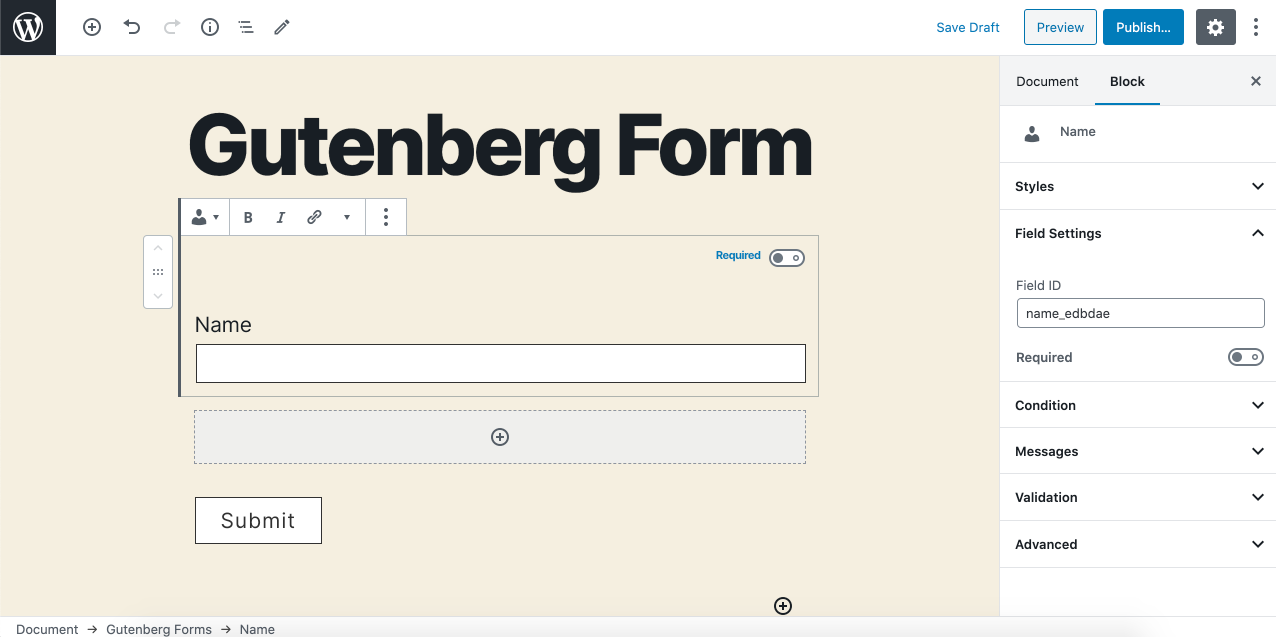 Save Draft
Preview
Publish...
Document
Block
Gutenberg Form
Name
Styles
B I
Field Settings
Required
Field ID
name_edbdae
Name
Required
Condition
Messages
Validation
Submit
Advanced
Document → Gutenberg Forms → Name